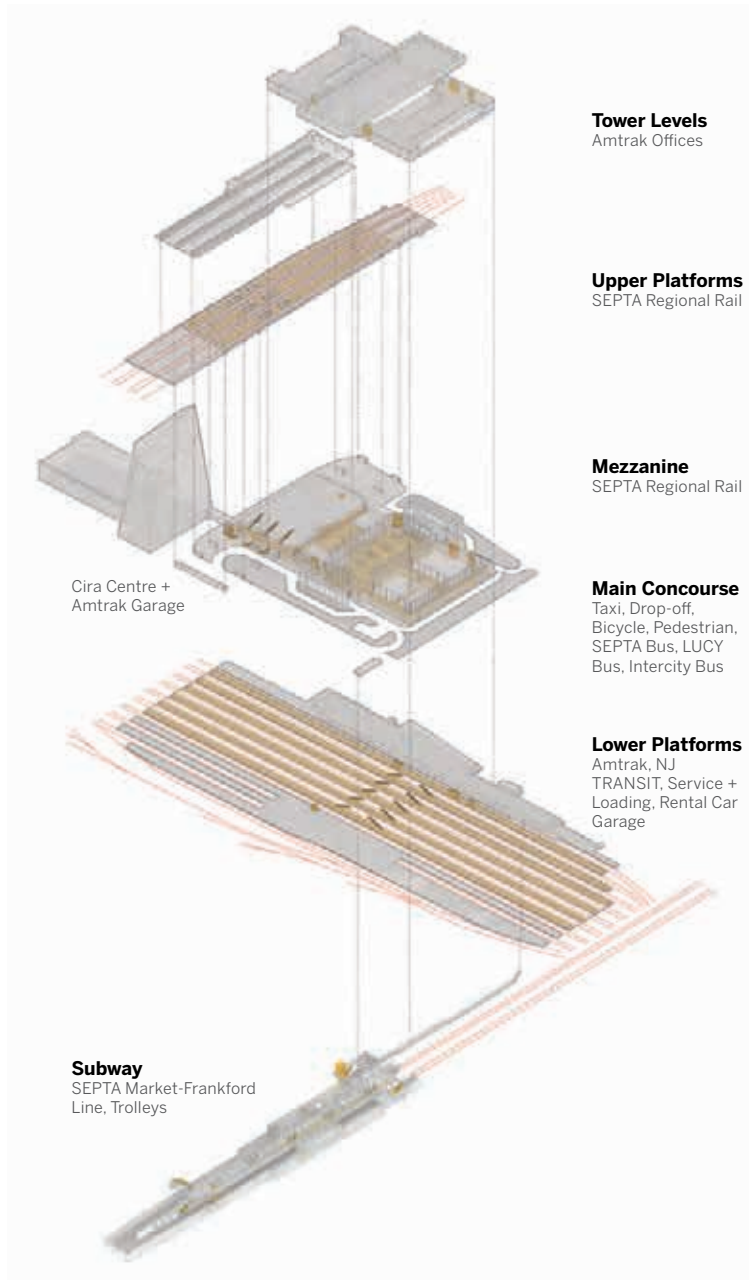 Tower Levels
Amtrak Offices
Upper Platforms
SEPTA Regional Rail
Mezzanine
SEPTA Regional Rail
Cira Centre +
Amtrak Garage
Main Concourse
Taxi, Drop-off,
Bicycle, Pedestrian,
SEPTA Bus, LUCY
Bus, Intercity Bus
Lower Platforms
Amtrak, NJ
TRANSIT, Service +
Loading, Rental Car
Garage
Subway
SEPTA Market-Frankford
Line, Trolleys